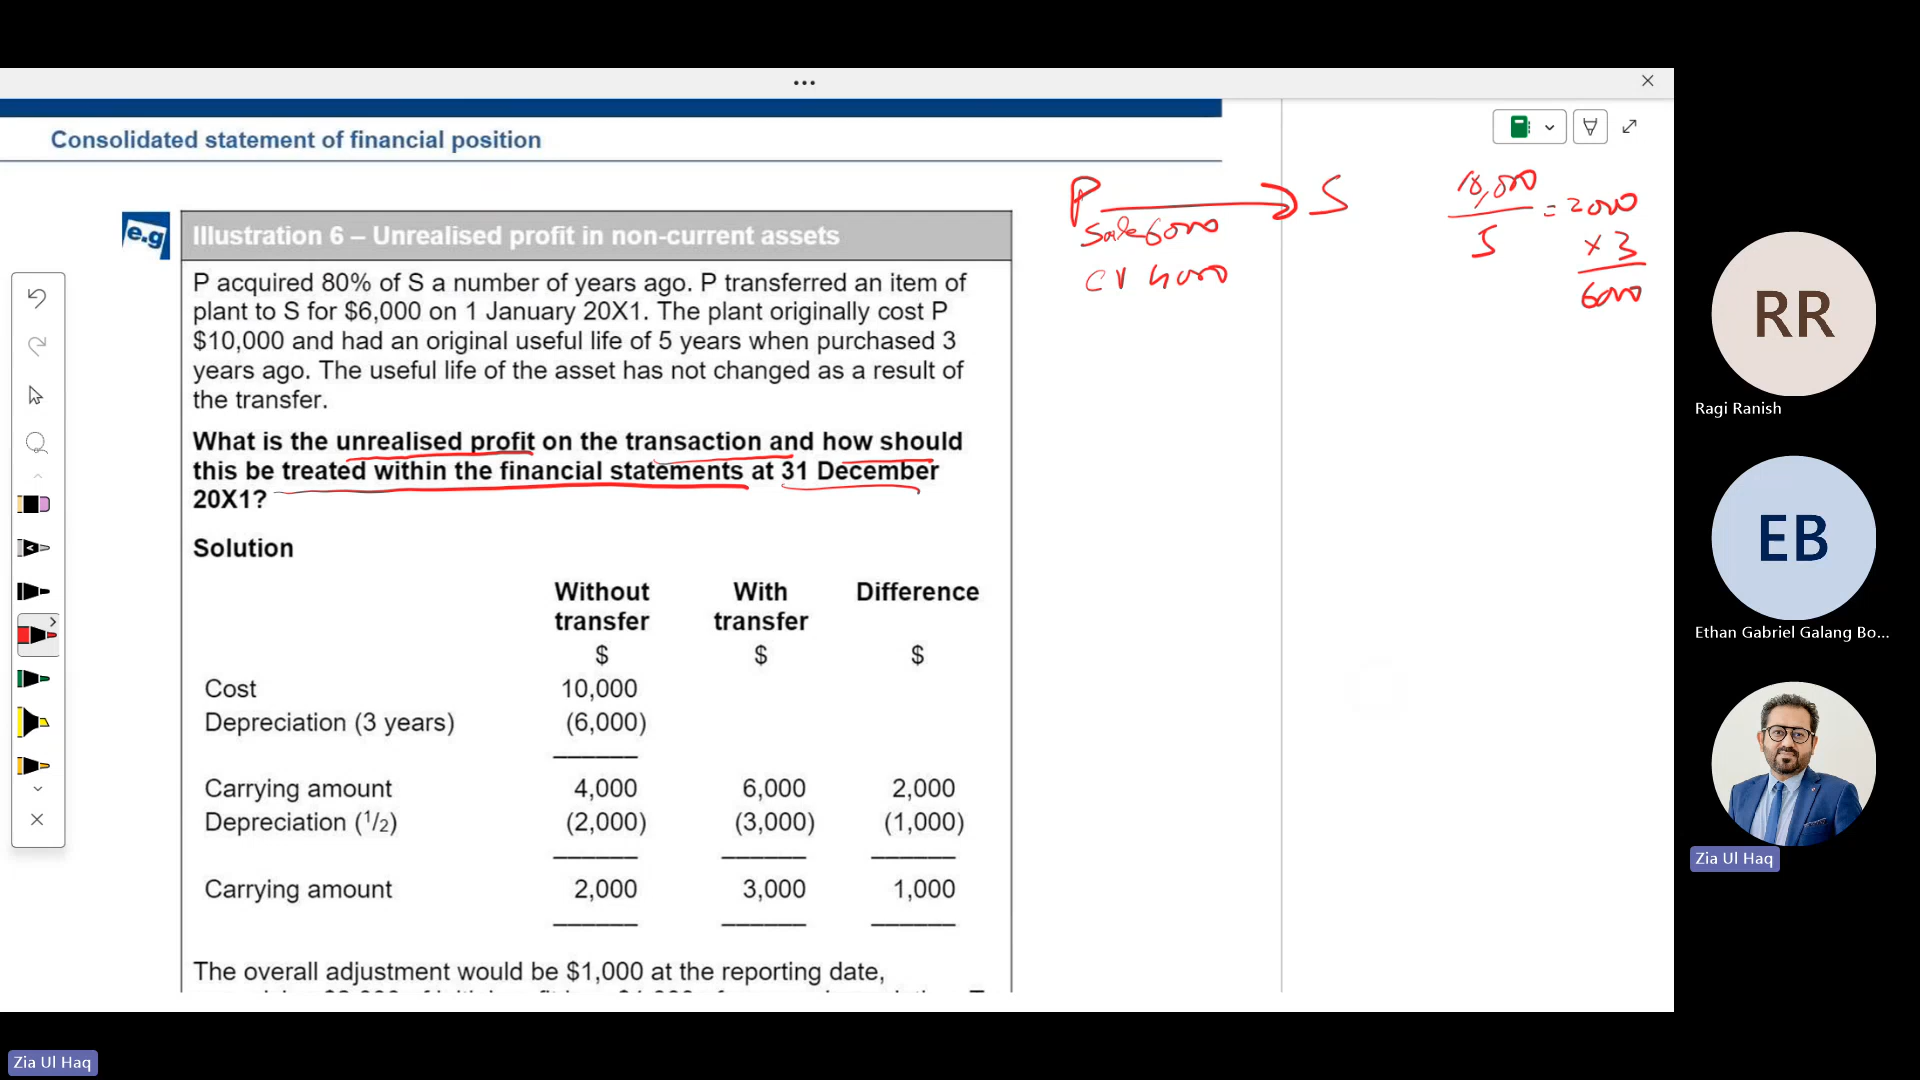 Consolidated statement of financial position
e.g
Illustration 6 – Unrealised profit in non-current assets
P acquired 80% of S a number of years ago. P transferred an item of
plant to S for $6,000 on 1 January 20X1. The plant originally cost P
$10,000 and had an original useful life of 5 years when purchased 3
years ago. The useful life of the asset has not changed as a result of
the transfer.
What is the unrealised profit on the transaction and how should
this be treated within the financial statements at 31 December
20X1?
Solution
Without transfer With transfer Difference
$ $ $
Cost 10,000
Depreciation (3 years) (6,000)
Carrying amount 4,000 6,000 2,000
Depreciation (1/2) (2,000) (3,000) (1,000)
Carrying amount 2,000 3,000 1,000
The overall adjustment would be $1,000 at the reporting date,
P S
Sale 6000
CV 4000
10,000
5
= 2000
x 3
6000
RR
Ragi Ranish
EB
Ethan Gabriel Galang Bo...
Zia Ul Haq
Zia Ul Haq